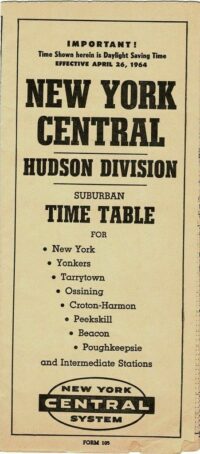 IMPORTANT!
Time Shown herein is Daylight Saving Time
EFFECTIVE APRIL 26, 1964
NEW YORK
CENTRAL
HUDSON DIVISION
SUBURBAN
TIME TABLE
FOR
• New York
• Yonkers
• Tarrytown
• Ossining
• Croton-Harmon
• Peekskill
• Beacon
• Poughkeepsie
and Intermediate Stations
NEW YORK
CENTRAL
SYSTEM
FORM 105